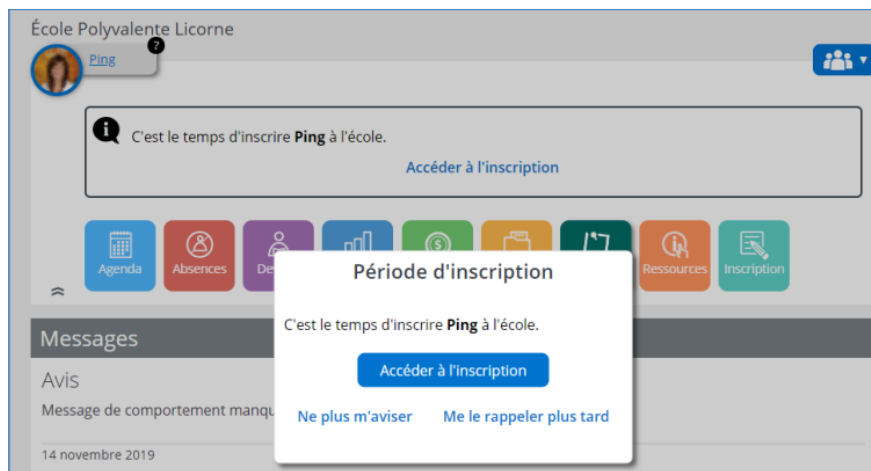 École Polyvalente Licorne
Ping
?
C'est le temps d'inscrire Ping à l'école.
Accéder à l'inscription
Agenda
Absences
Ressources
Inscription
Période d'inscription
C'est le temps d'inscrire Ping à l'école.
Accéder à l'inscription
Ne plus m'aviser
Me le rappeler plus tard
Messages
Avis
Message de comportement
14 novembre 2019